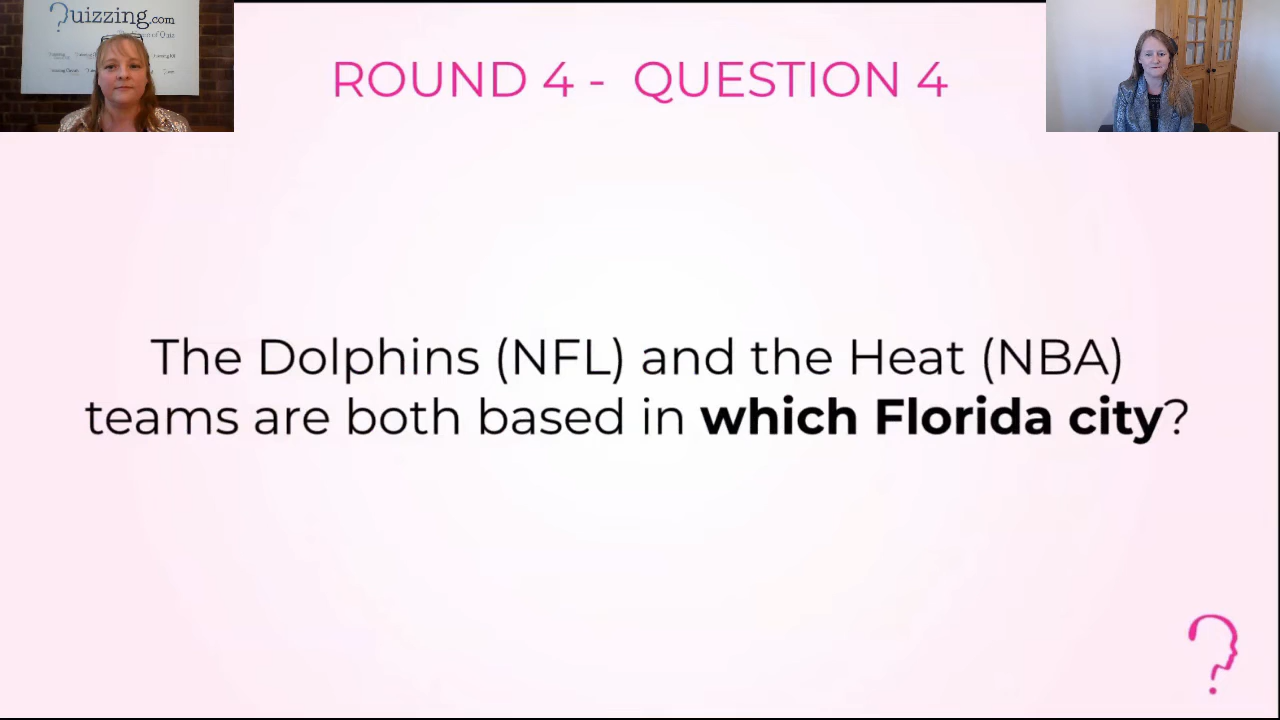 Quizzing.com
ROUND 4 - QUESTION 4
The Dolphins (NFL) and the Heat (NBA)
teams are both based in which Florida city?